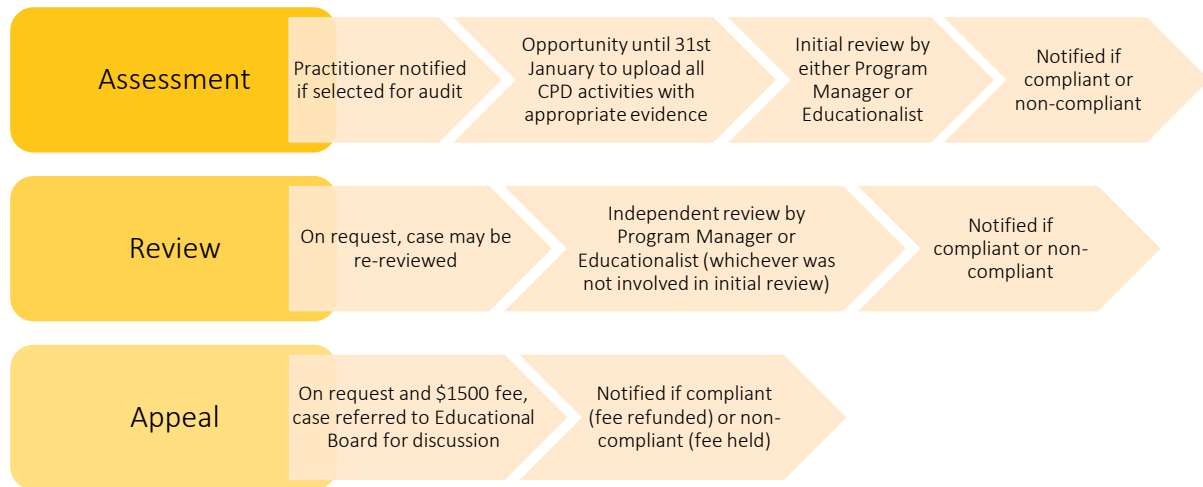 Assessment
Practitioner notified
if selected for audit
Opportunity until 31st
January to upload all
CPD activities with
appropriate evidence
Initial review by
either Program
Manager or
Educationalist
Notified if
compliant or
non-compliant
Review
On request, case may be
re-reviewed
Independent review by
Program Manager or
Educationalist (whichever was
not involved in initial review)
Notified if
compliant or non-
compliant
Appeal
On request and $1500 fee,
case referred to Educational
Board for discussion
Notified if compliant
(fee refunded) or non-
compliant (fee held)